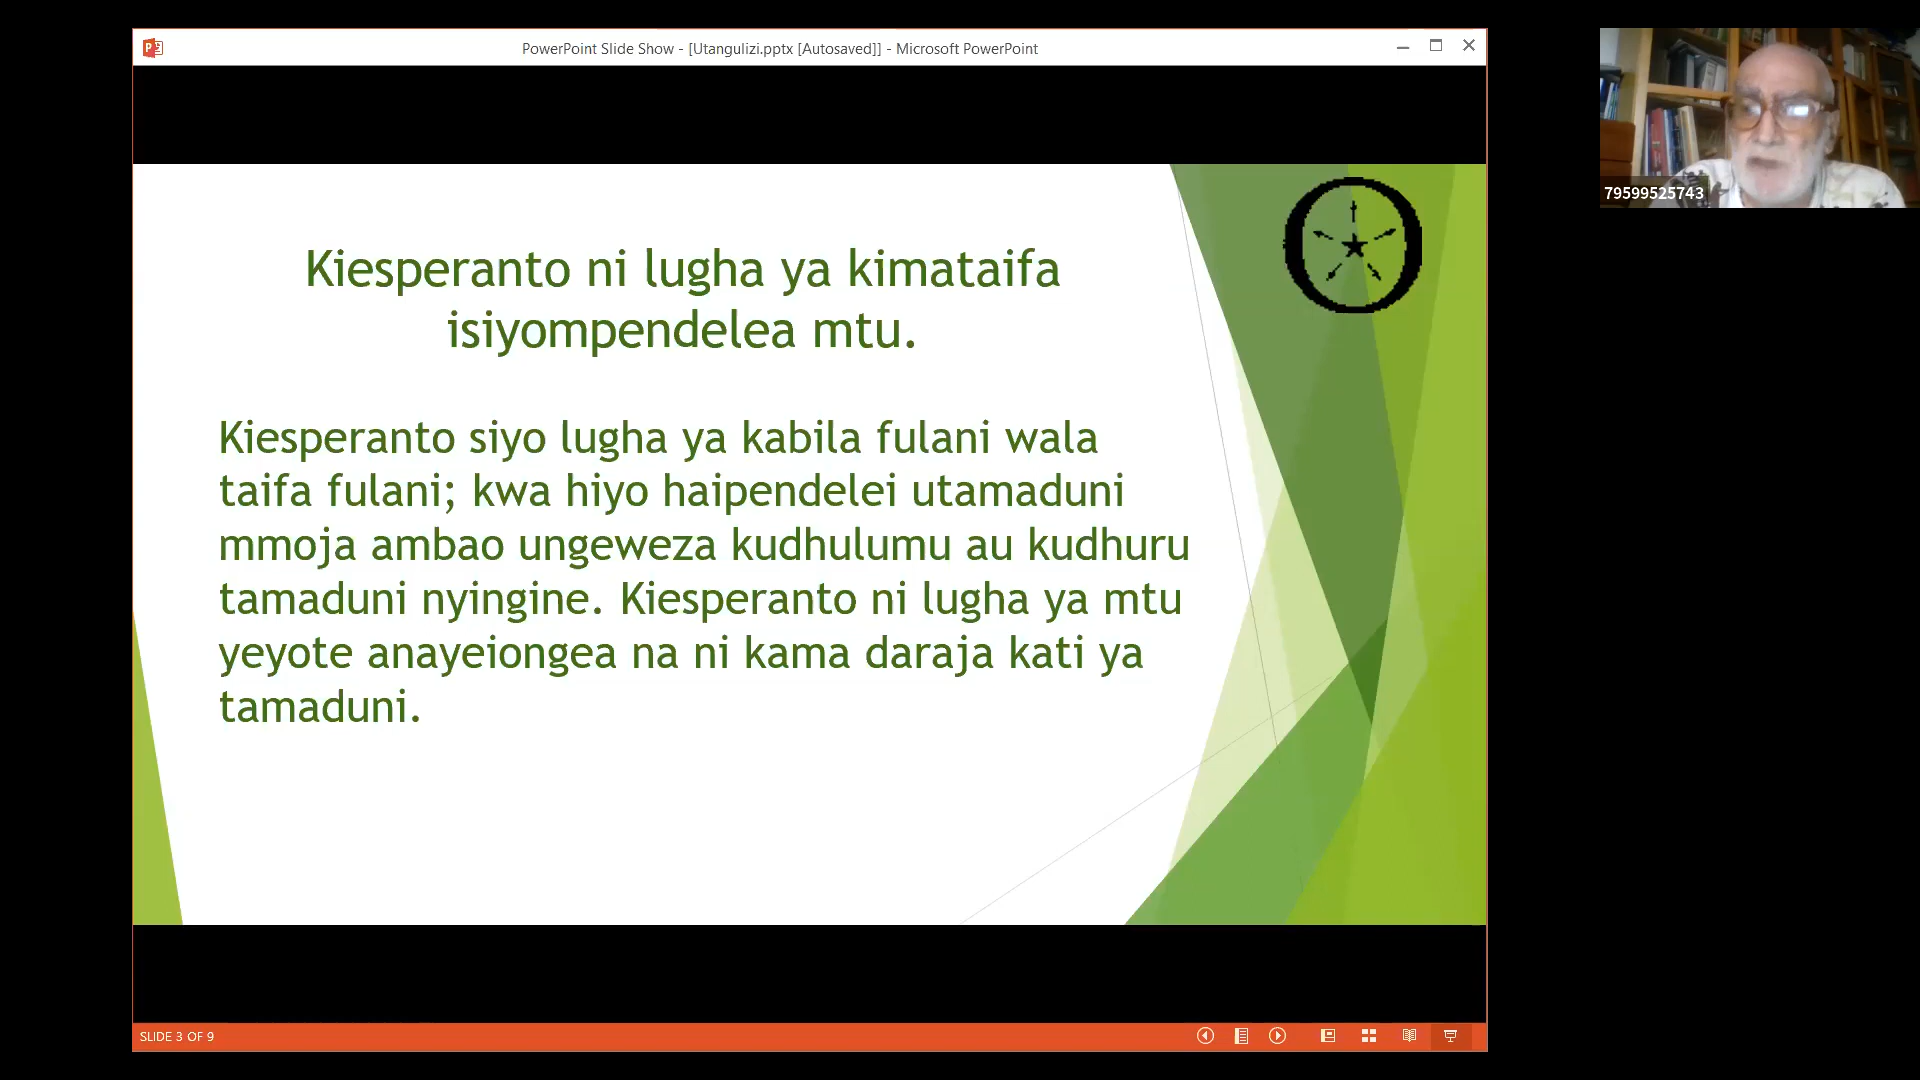 PowerPoint Slide Show - [Utangulizi.pptx [Autosaved]] - Microsoft PowerPoint
79599525743
Kiesperanto ni lugha ya kimataifa
isiyompendelea mtu.
Kiesperanto siyo lugha ya kabila fulani wala
taifa fulani; kwa hiyo haipendelei utamaduni
mmoja ambao ungeweza kudhulumu au kudhuru
tamaduni nyingine. Kiesperanto ni lugha ya mtu
yeyote anayeiongea na ni kama daraja kati ya
tamaduni.
SLIDE 3 OF 9